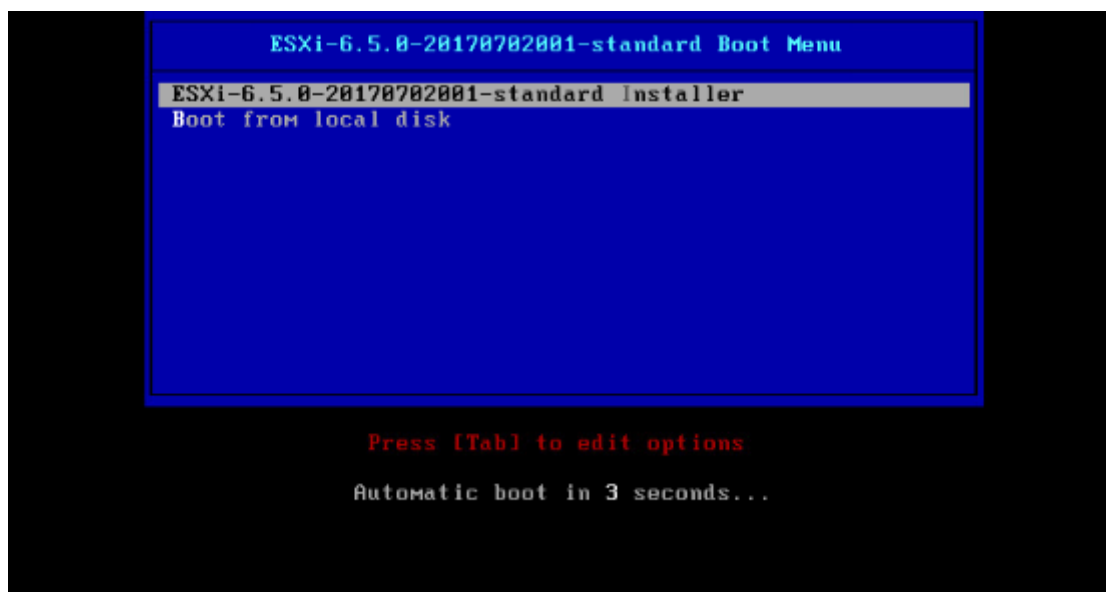 ESXi-6.5.0-20170702001-standard Boot Menu
ESXi-6.5.0-20170702001-standard Installer
Boot from local disk
Press [Tab] to edit options
Automatic boot in 3 seconds...